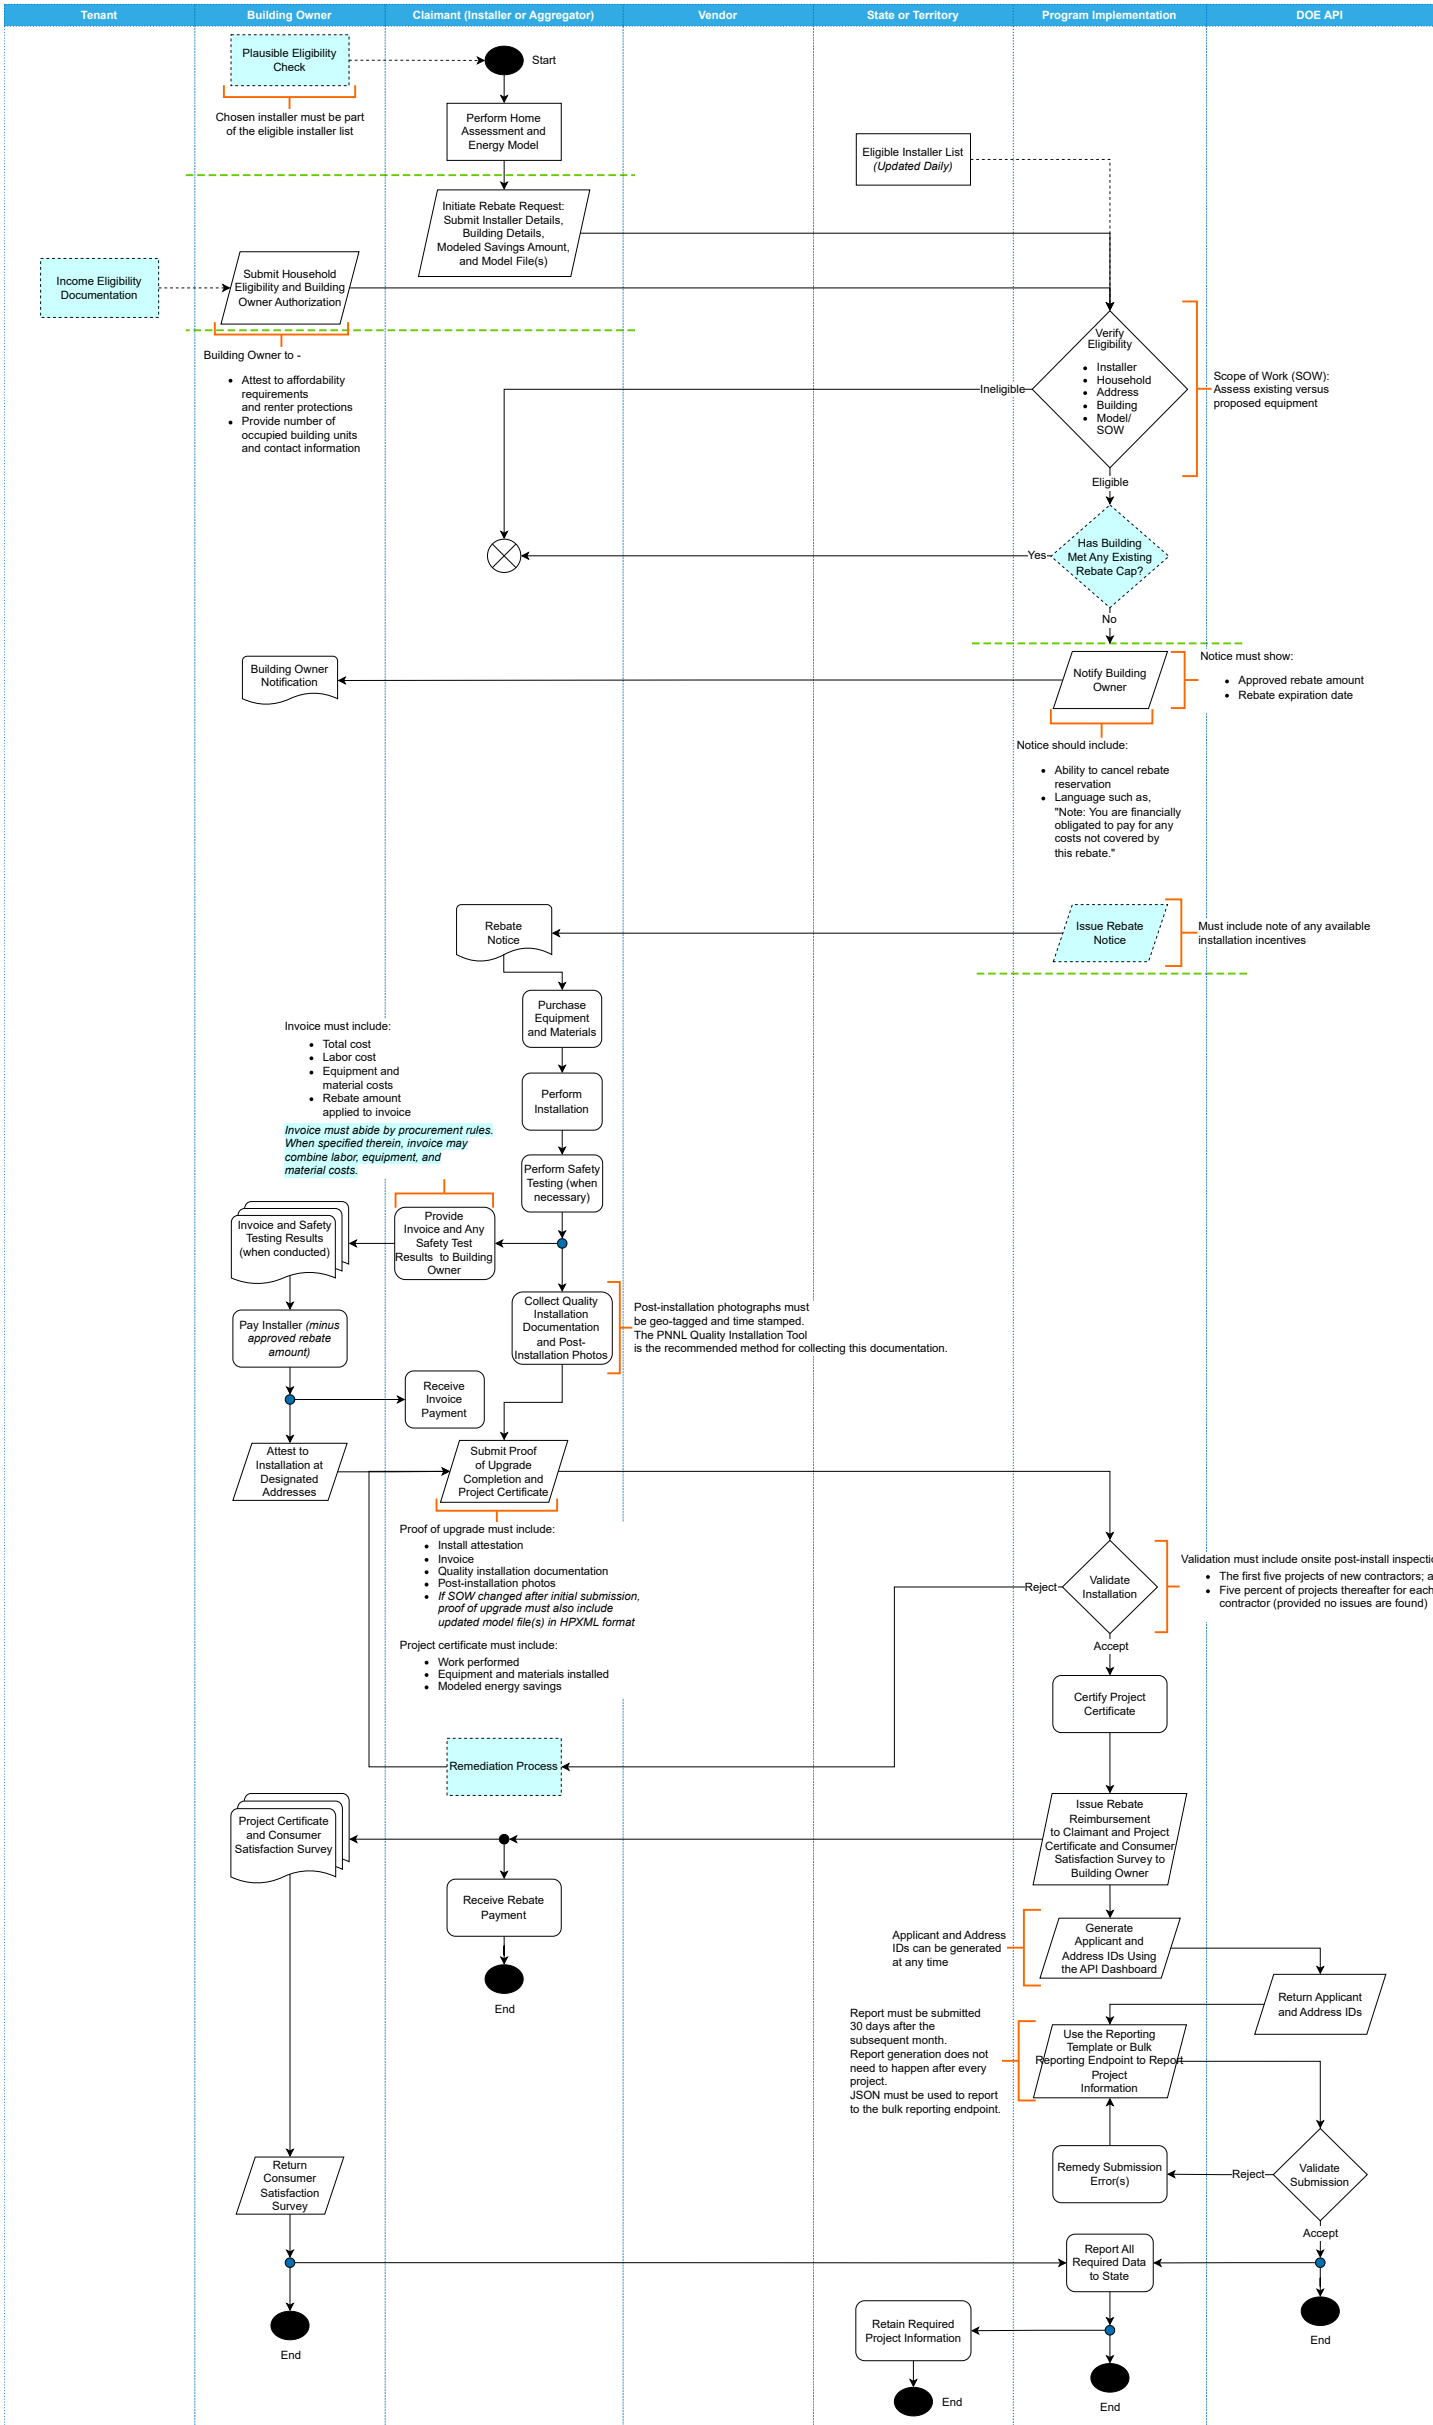 Tenant
Building Owner
Claimant (Installer or Aggregator)
Vendor
State or Territory
Program Implementation
DOE API
Plausible Eligibility
Check
Start
Chosen installer must be part
of the eligible installer list
Perform Home
Assessment and
Energy Model
Eligible Installer List
(Updated Daily)
Initiate Rebate Request:
Submit Installer Details,
Building Details,
Modeled Savings Amount,
and Model File(s)
Income Eligibility
Documentation
Submit Household
Eligibility and Building
Owner Authorization
Building Owner to -
• Attest to affordability
requirements
and renter protections
• Provide number of
occupied building units
and contact information
Verify
Eligibility
• Installer
• Household
• Address
• Building
• Model/
SOW
Scope of Work (SOW):
Assess existing versus
proposed equipment
Ineligible
Eligible
Has Building
Met Any Existing
Rebate Cap?
Yes
No
Building Owner
Notification
Notify Building
Owner
Notice must show:
• Approved rebate amount
• Rebate expiration date
Notice should include:
• Ability to cancel rebate
reservation
• Language such as,
"Note: You are financially
obligated to pay for any
costs not covered by
this rebate."
Rebate
Notice
Issue Rebate
Notice
Must include note of any available
installation incentives
Purchase
Equipment
and Materials
Invoice must include:
• Total cost
• Labor cost
• Equipment and
material costs
• Rebate amount
applied to invoice
Invoice must abide by procurement rules.
When specified therein, invoice may
combine labor, equipment, and
material costs.
Perform
Installation
Perform Safety
Testing (when
necessary)
Invoice and Safety
Testing Results
(when conducted)
Provide
Invoice and Any
Safety Test
Results to Building
Owner
Collect Quality
Installation
Documentation
and Post-
Installation Photos
Post-installation photographs must
be geo-tagged and time stamped.
The PNNL Quality Installation Tool
is the recommended method for collecting this documentation.
Pay Installer (minus
approved rebate
amount)
Receive
Invoice
Payment
Attest to
Installation at
Designated
Addresses
Submit Proof
of Upgrade
Completion and
Project Certificate
Proof of upgrade must include:
• Install attestation
• Invoice
• Quality installation documentation
• Post-installation photos
• If SOW changed after initial submission,
proof of upgrade must also include
updated model file(s) in HPXML format
Project certificate must include:
• Work performed
• Equipment and materials installed
• Modeled energy savings
Validate
Installation
Reject
Accept
Validation must include onsite post-install inspecti
• The first five projects of new contractors; a
• Five percent of projects thereafter for each
contractor (provided no issues are found)
Certify Project
Certificate
Remediation Process
Issue Rebate
Reimbursement
to Claimant and Project
Certificate and Consumer
Satisfaction Survey to
Building Owner
Project Certificate
and Consumer
Satisfaction Survey
Receive Rebate
Payment
End
Applicant and Address
IDs can be generated
at any time
Generate
Applicant and
Address IDs Using
the API Dashboard
Return Applicant
and Address IDs
Report must be submitted
30 days after the
subsequent month.
Report generation does not
need to happen after every
project.
JSON must be used to report
to the bulk reporting endpoint.
Use the Reporting
Template or Bulk
Reporting Endpoint to Report
Project
Information
Return
Consumer
Satisfaction
Survey
Remedy Submission
Error(s)
Reject
Validate
Submission
Accept
Report All
Required Data
to State
Retain Required
Project Information
End
End
End
End